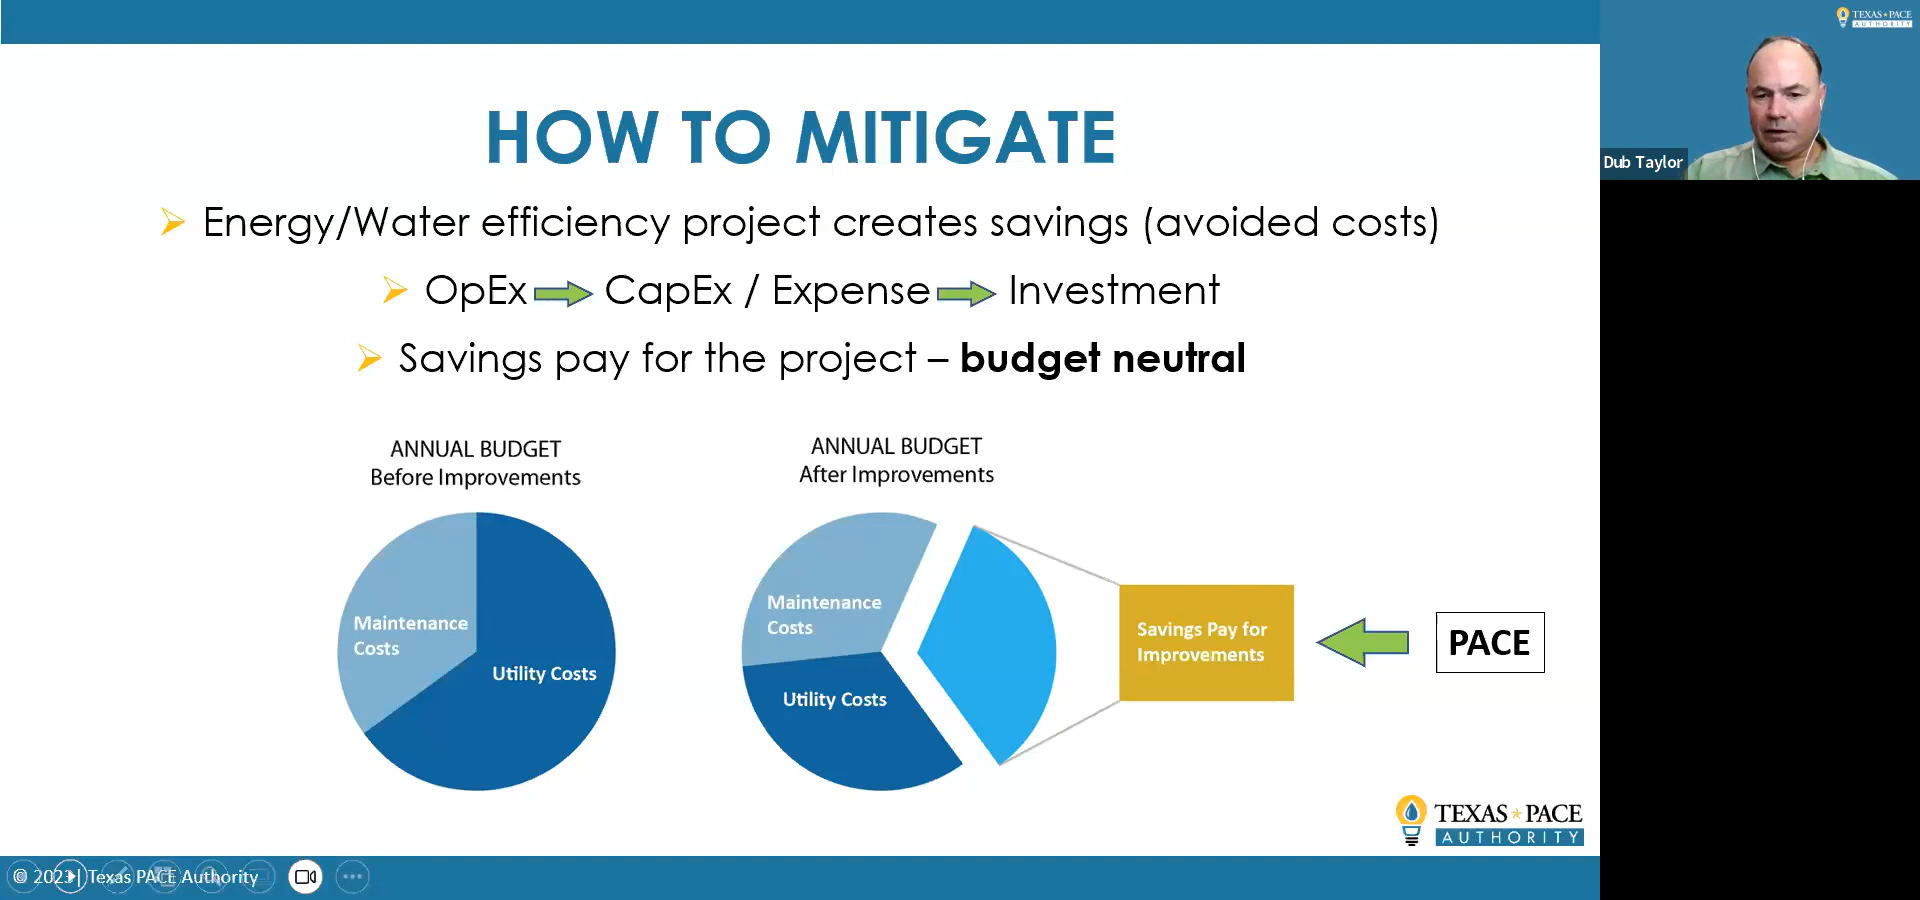 HOW TO MITIGATE
Energy/Water efficiency project creates savings (avoided costs)
OpEx CapEx / Expense Investment
Savings pay for the project – budget neutral
ANNUAL BUDGET
Before Improvements
Maintenance
Costs
Utility Costs
ANNUAL BUDGET
After Improvements
Maintenance
Costs
Utility Costs
Savings Pay for
Improvements
PACE
TEXAS PACE
AUTHORITY
© 2023 | Texas PACE Authority
TEXAS PACE
AUTHORITY
Dub Taylor